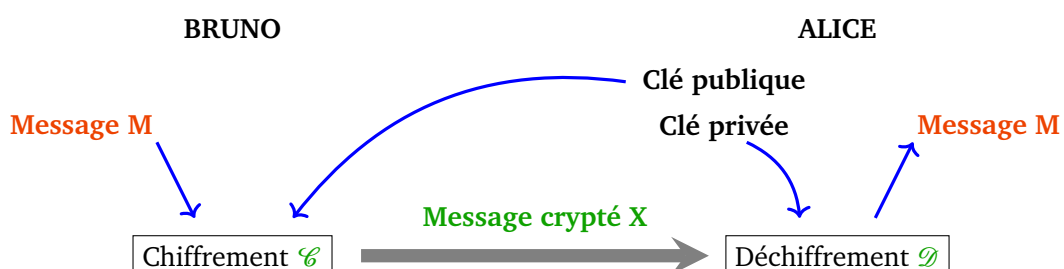 BRUNO ALICE
Clé publique
Message M Clé privée Message M
Message crypté X
Chiffrement 𝒞 Déchiffrement 𝒟